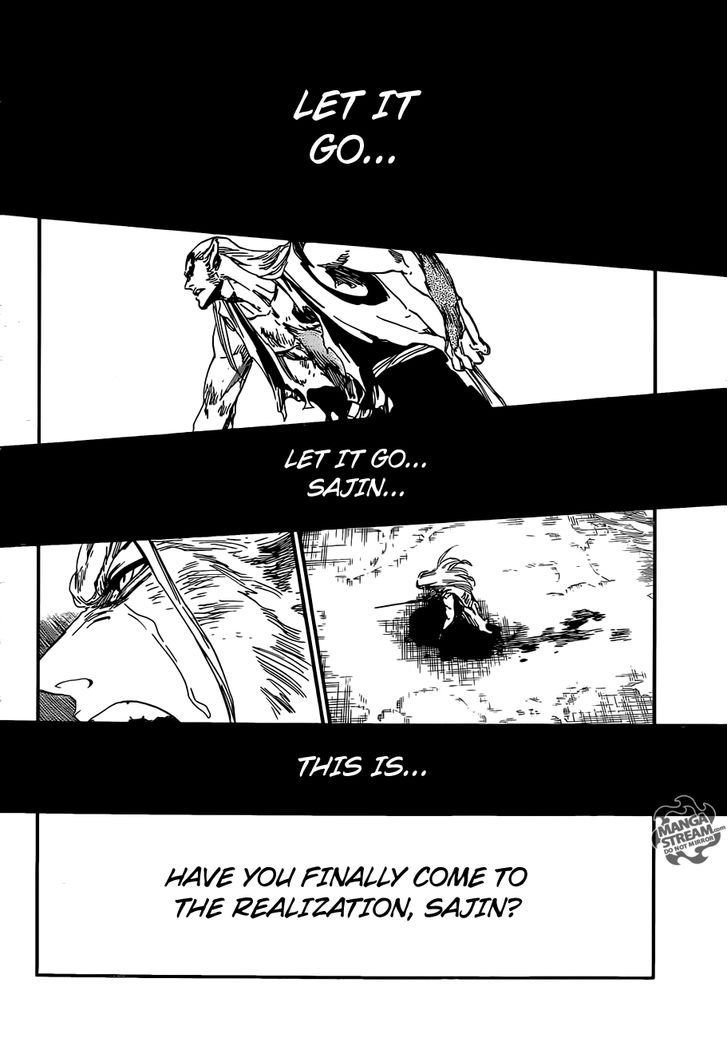 LET IT
GO...
LET IT GO...
SAJIN...
THIS IS...
MANGA
STREAM.com
DO NOT MIRROR
HAVE YOU FINALLY COME TO
THE REALIZATION, SAJIN?